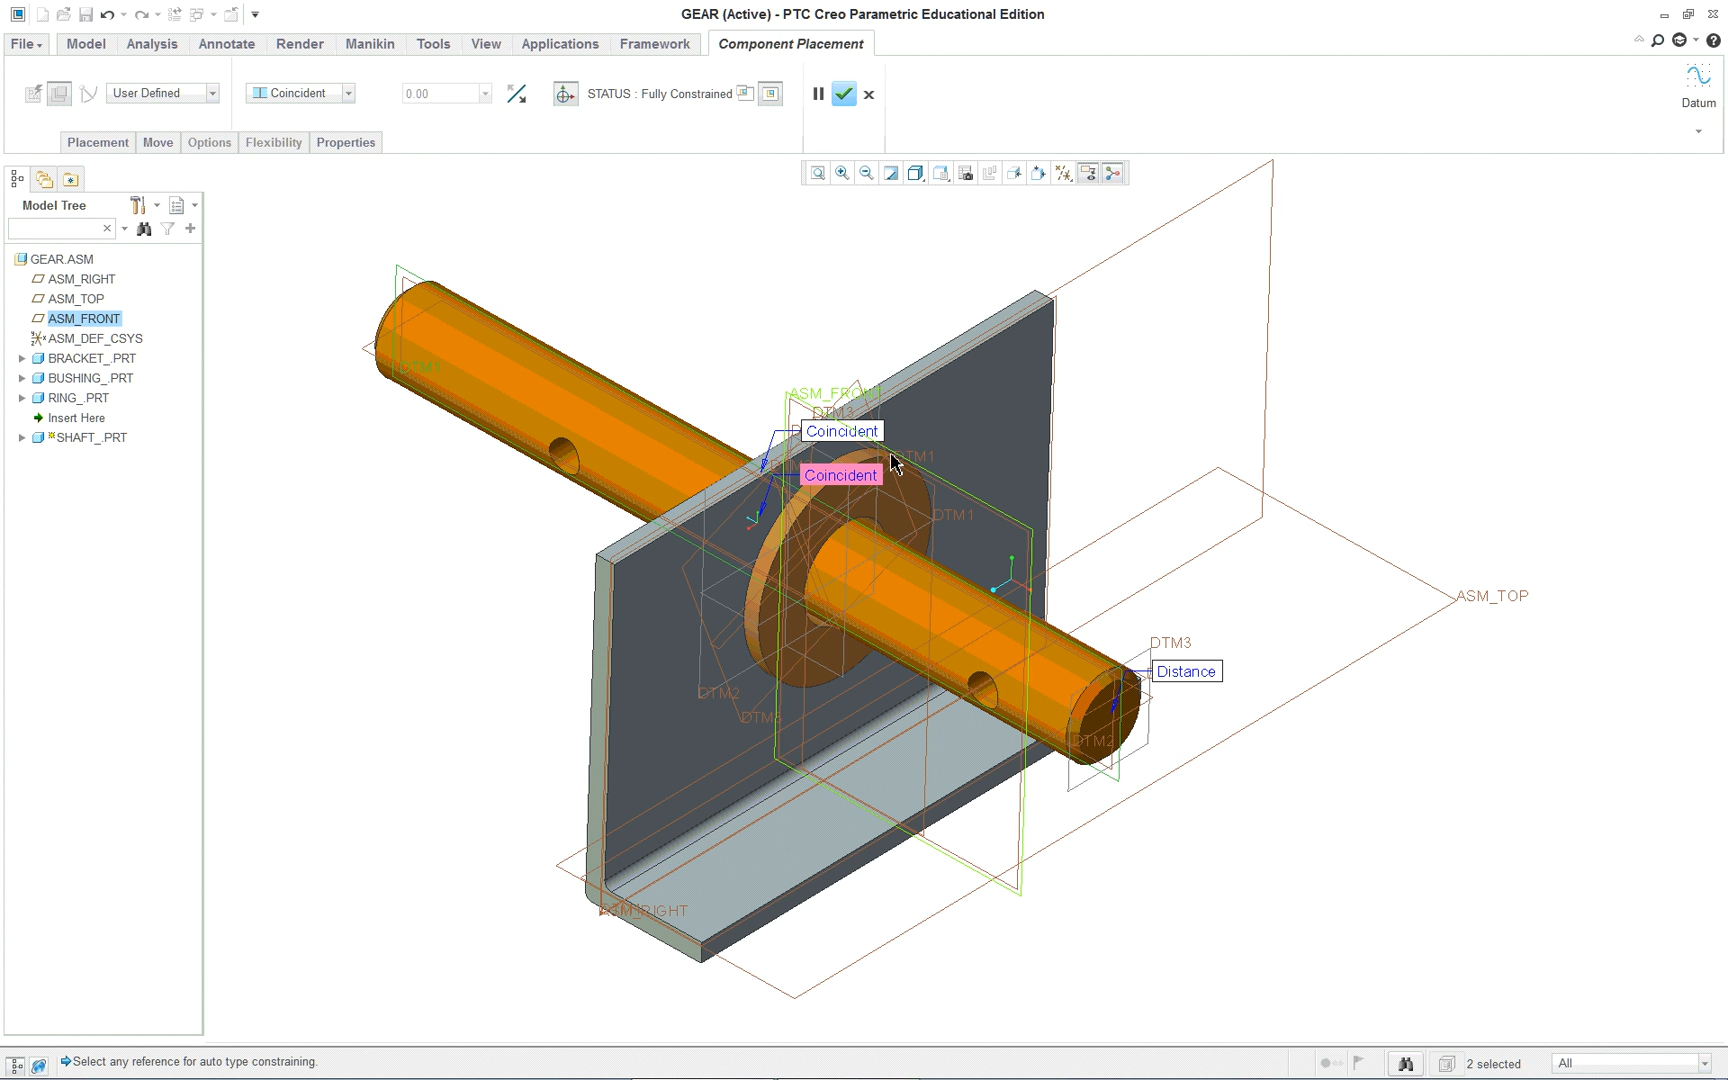 GEAR (Active) - PTC Creo Parametric Educational Edition
File Model Analysis Annotate Render Manikin Tools View Applications Framework Component Placement
User Defined Coincident 0.00 STATUS : Fully Constrained
Datum
Placement Move Options Flexibility Properties
Model Tree
GEAR.ASM
ASM_RIGHT
ASM_TOP
ASM_FRONT
ASM_DEF_CSYS
BRACKET_.PRT
BUSHING_.PRT
RING_.PRT
Insert Here
SHAFT_.PRT
DTM1
ASM_FRONT
DTM3
Coincident
DTM1
Coincident
DTM1
ASM_TOP
DTM3
Distance
DTM2
DTM3
DTM2
ASM_RIGHT
Select any reference for auto type constraining.
2 selected All